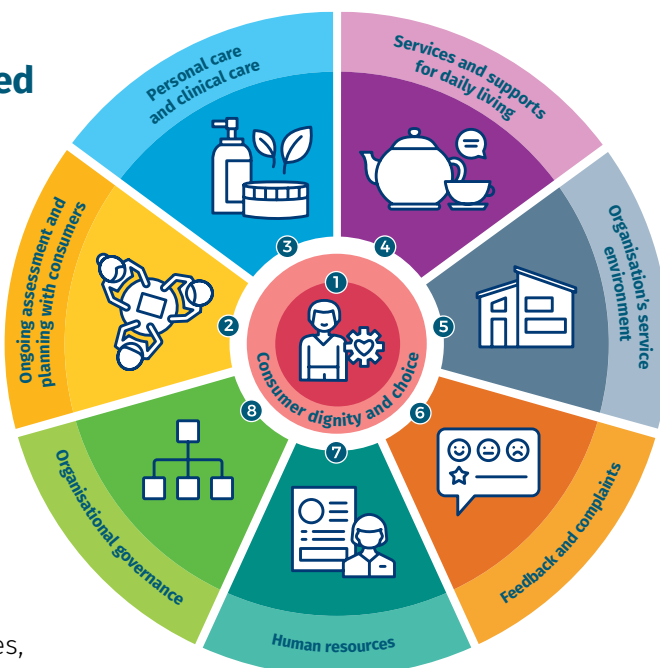 ed
Personal care
and clinical care
Services and supports
for daily living
Ongoing assessment and
planning with consumers
Organisation's service
environment
3
4
1
2
5
Consumer dignity and choice
8
6
7
Organisational governance
Feedback and complaints
Human resources
es,